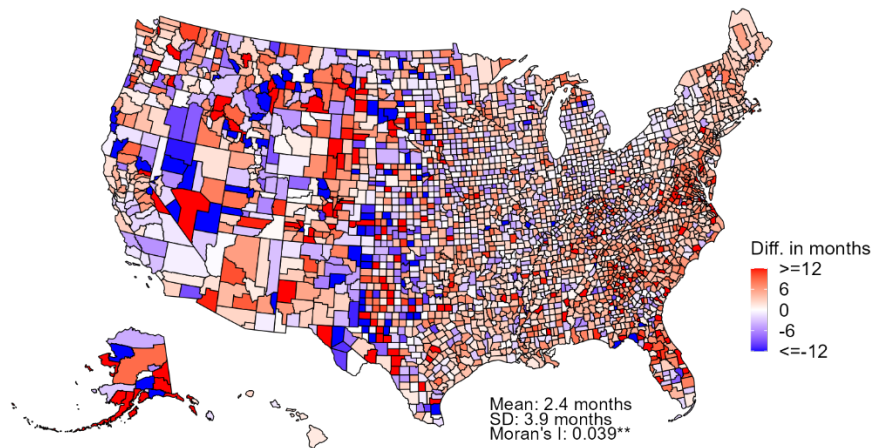 Diff. in months
>=12
6
0
-6
<=-12
Mean: 2.4 months
SD: 3.9 months
Moran's I: 0.039**